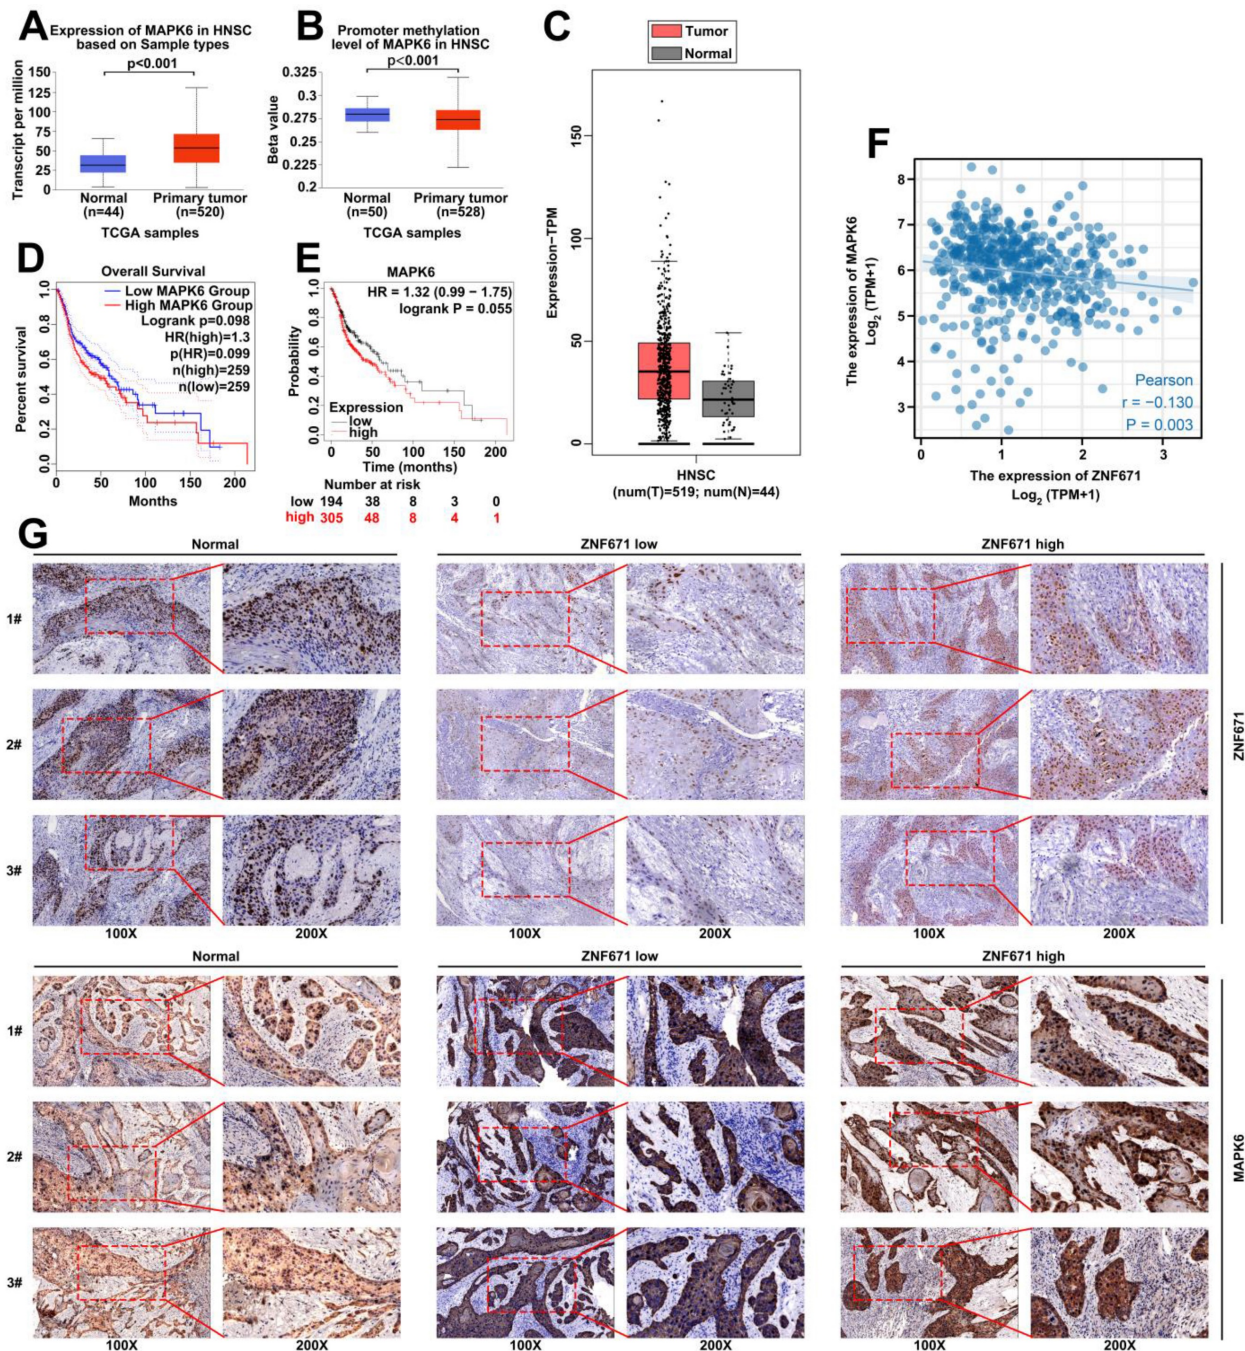 A
Expression of MAPK6 in HNSC
based on Sample types
p<0.001
Transcript per million
150
125
100
75
50
25
0
Normal
(n=44)
Primary tumor
(n=520)
TCGA samples
B
Promoter methylation
level of MAPK6 in HNSC
p<0.001
Beta value
0.325
0.3
0.275
0.25
0.225
0.2
Normal
(n=50)
Primary tumor
(n=528)
TCGA samples
C
Tumor
Normal
Expression−TPM
150
100
50
0
HNSC
(num(T)=519; num(N)=44)
D
Overall Survival
Low MAPK6 Group
High MAPK6 Group
Logrank p=0.098
HR(high)=1.3
p(HR)=0.099
n(high)=259
n(low)=259
Percent survival
1.0
0.8
0.6
0.4
0.2
0.0
0 50 100 150 200
Months
E
MAPK6
HR = 1.32 (0.99 − 1.75)
logrank P = 0.055
Probability
1.0
0.8
0.6
0.4
0.2
0.0
Expression
low
high
0 50 100 150 200
Time (months)
Number at risk
low 194 38 8 3 0
high 305 48 8 4 1
F
The expression of MAPK6
Log2 (TPM+1)
8
7
6
5
4
3
Pearson
r = −0.130
P = 0.003
0 1 2 3
The expression of ZNF671
Log2 (TPM+1)
G
Normal ZNF671 low ZNF671 high
1#
2#
3#
ZNF671
100X 200X 100X 200X 100X 200X
Normal ZNF671 low ZNF671 high
1#
2#
3#
MAPK6
100X 200X 100X 200X 100X 200X